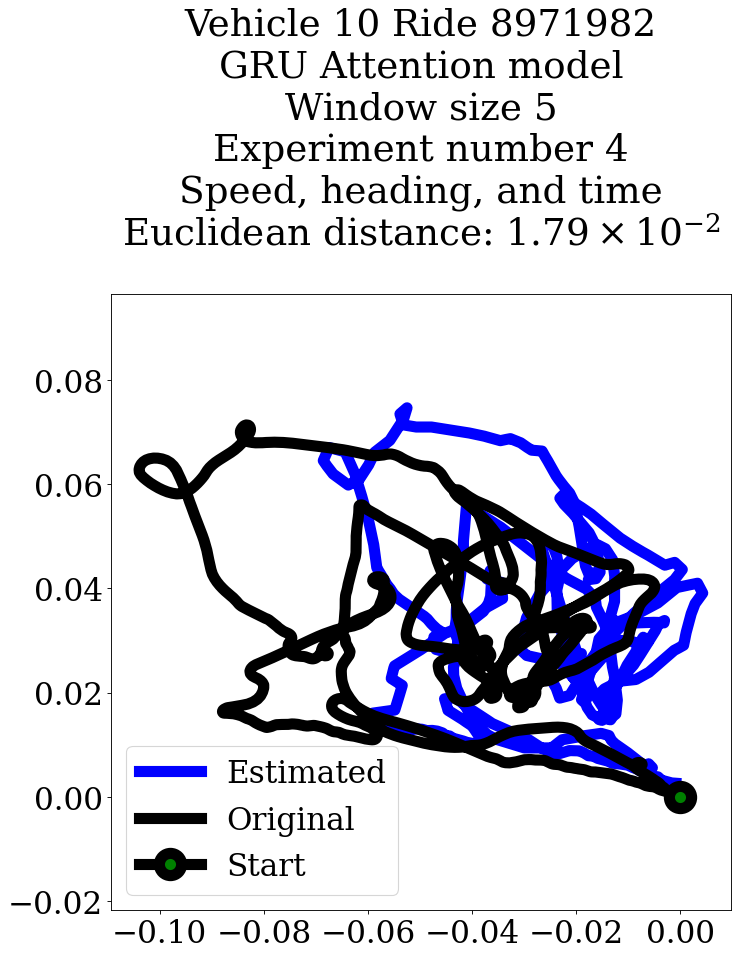 Vehicle 10 Ride 8971982
GRU Attention model
Window size 5
Experiment number 4
Speed, heading, and time
Euclidean distance: 1.79 × 10⁻²
0.08
0.06
0.04
0.02
0.00
−0.02
Estimated
Original
Start
−0.10 −0.08 −0.06 −0.04 −0.02 0.00